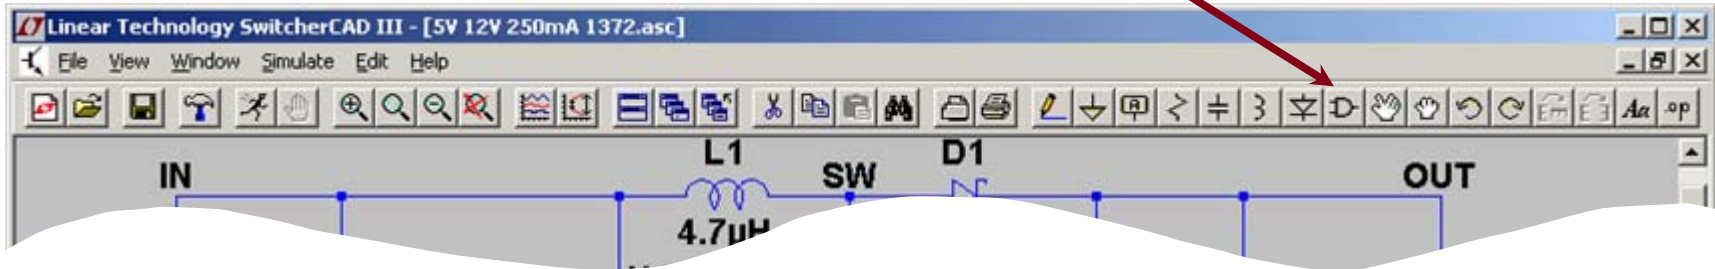 Linear Technology SwitcherCAD III - [5V 12V 250mA 1372.asc]
File View Window Simulate Edit Help
A Aa .op
L1 D1
IN SW OUT
4.7µH